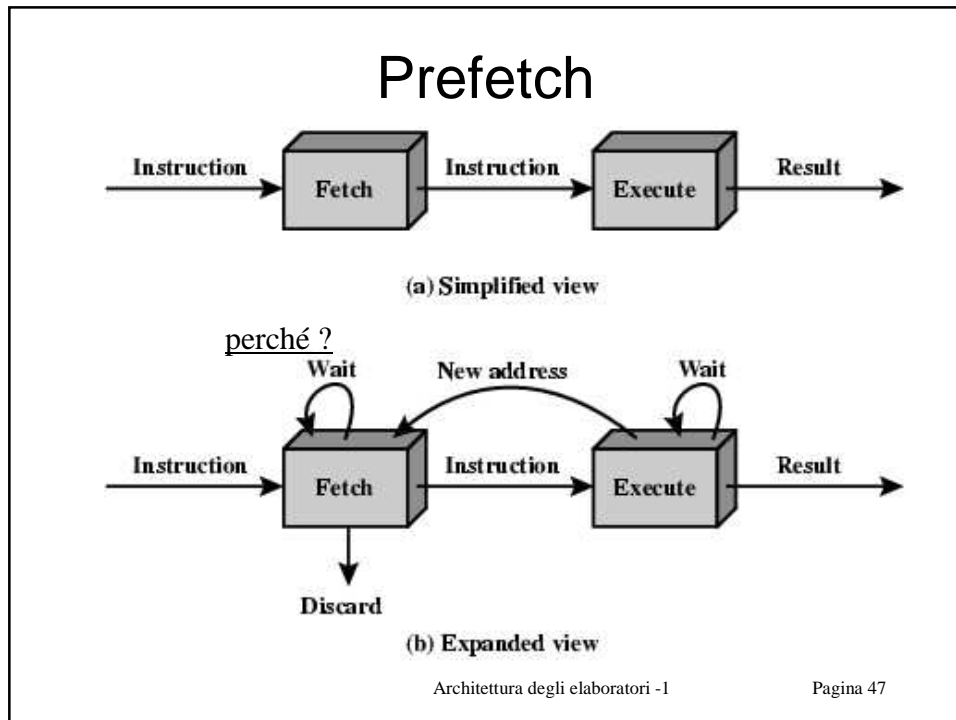 Prefetch
Instruction Instruction Result
Fetch Execute
(a) Simplified view
perché ?
Wait New address Wait
Instruction Instruction Result
Fetch Execute
Discard
(b) Expanded view
Architettura degli elaboratori -1 Pagina 47